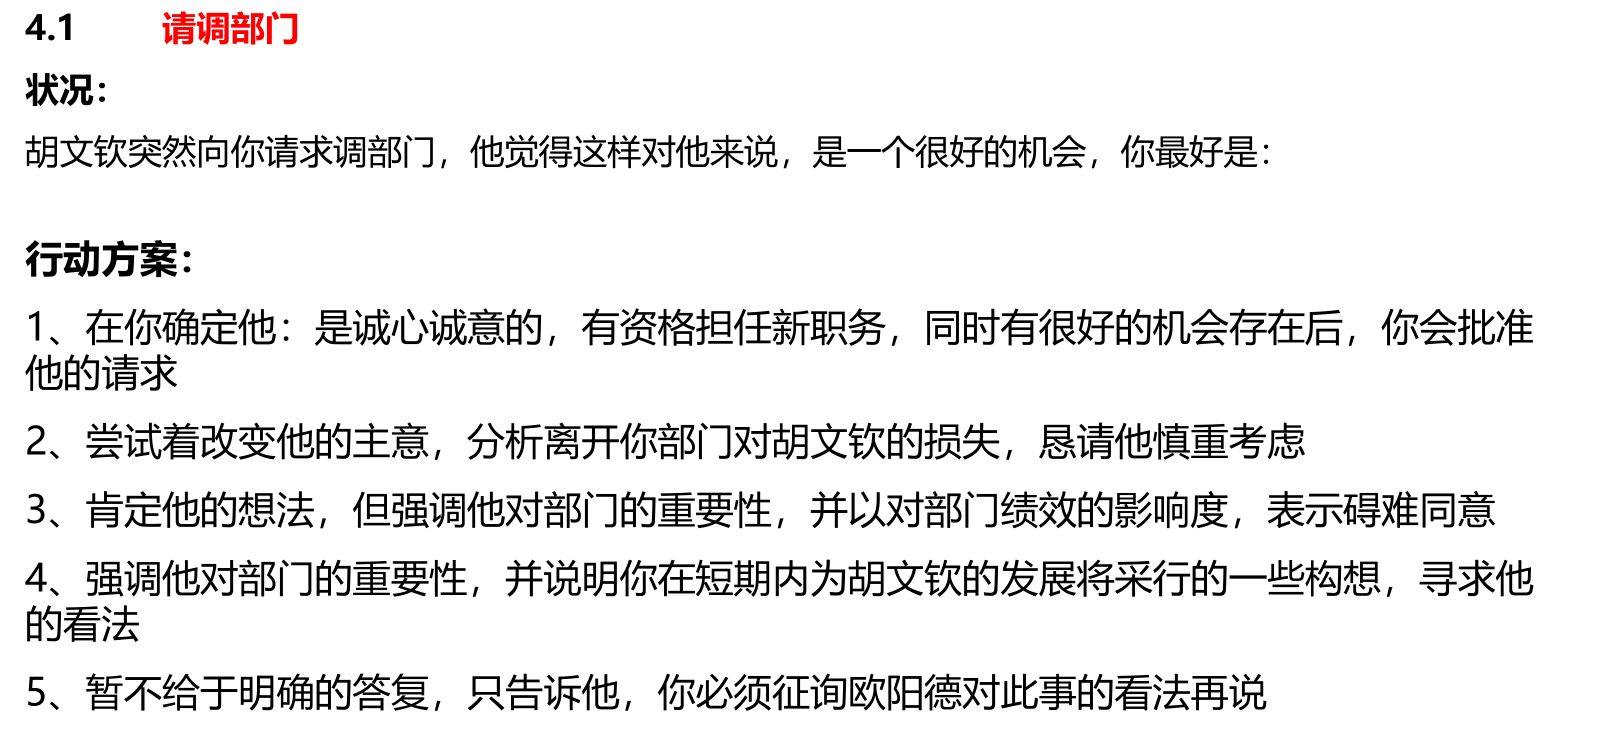 4.1 请调部门
状况：
胡文钦突然向你请求调部门，他觉得这样对他来说，是一个很好的机会，你最好是：
行动方案：
1、在你确定他：是诚心诚意的，有资格担任新职务，同时有很好的机会存在后，你会批准
他的请求
2、尝试着改变他的主意，分析离开你部门对胡文钦的损失，恳请他慎重考虑
3、肯定他的想法，但强调他对部门的重要性，并以对部门绩效的影响度，表示碍难同意
4、强调他对部门的重要性，并说明你在短期内为胡文钦的发展将采行的一些构想，寻求他
的看法
5、暂不给于明确的答复，只告诉他，你必须征询欧阳德对此事的看法再说